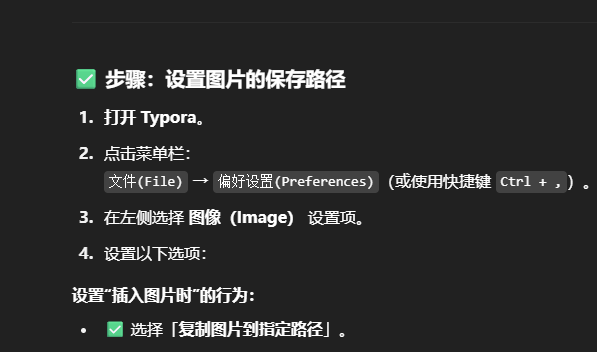 ✅ 步骤：设置图片的保存路径
1. 打开 Typora。
2. 点击菜单栏：
文件(File) → 偏好设置(Preferences)（或使用快捷键 Ctrl + ,）。
3. 在左侧选择 图像（Image） 设置项。
4. 设置以下选项：
设置“插入图片时”的行为：
• ✅ 选择「复制图片到指定路径」。